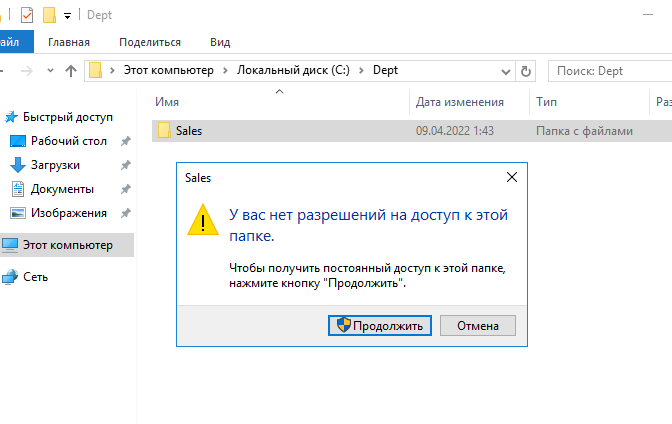 Dept
айл Главная Поделиться Вид
Этот компьютер Локальный диск (C:) Dept Поиск: Dept
Имя Дата изменения Тип Раз
Быстрый доступ
Рабочий стол
Загрузки
Документы
Изображения
Этот компьютер
Сеть
Sales 09.04.2022 1:43 Папка с файлами
Sales
У вас нет разрешений на доступ к этой
папке.
Чтобы получить постоянный доступ к этой папке,
нажмите кнопку "Продолжить".
Продолжить Отмена